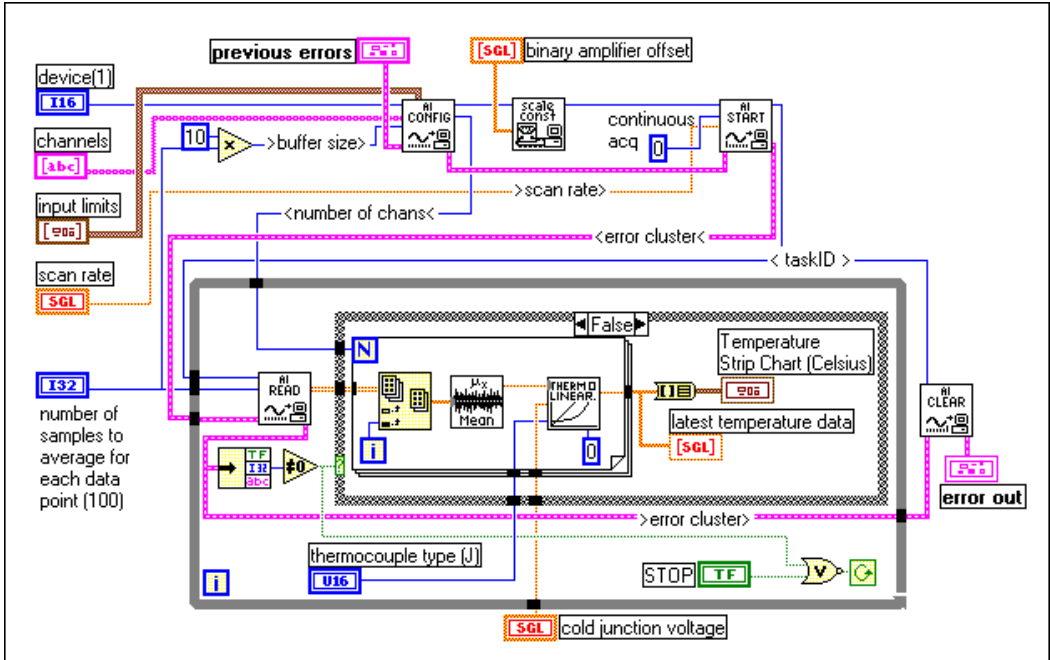 previous errors
[SGL] binary amplifier offset
device(1)
I16
AI
CONFIG
scale
const
AI
START
continuous
acq
0
channels
[abc]
10
x
>buffer size>
input limits
>scan rate>
<number of chans<
<error cluster<
scan rate
SGL
< taskID >
False
N
Temperature
Strip Chart (Celsius)
I32
AI
READ
μx
Mean
THERMO
LINEAR.
0
AI
CLEAR
latest temperature data
[SGL]
number of
samples to
average for
each data
point (100)
i
TF
I32
abc
≠0
?
error out
>error cluster>
thermocouple type (J)
U16
i
STOP
TF
V
SGL
cold junction voltage